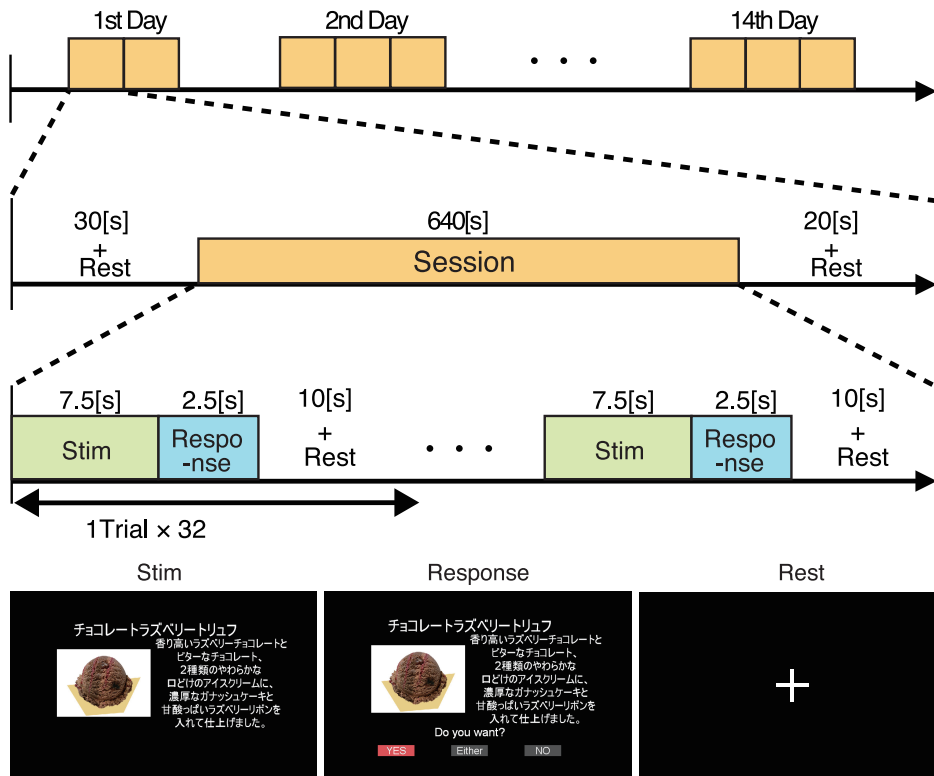 1st Day
2nd Day
14th Day
. . .
30[s]
+
Rest
640[s]
Session
20[s]
+
Rest
7.5[s]
Stim
2.5[s]
Respo
-nse
10[s]
+
Rest
. . .
7.5[s]
Stim
2.5[s]
Respo
-nse
10[s]
+
Rest
1Trial × 32
Stim
チョコレートラズベリートリュフ
香り高いラズベリーチョコレートと
ビターなチョコレート、
2種類のやわらかな
口どけのアイスクリームに、
濃厚なガナッシュケーキと
甘酸っぱいラズベリーリボンを
入れて仕上げました。
Response
チョコレートラズベリートリュフ
香り高いラズベリーチョコレートと
ビターなチョコレート、
2種類のやわらかな
口どけのアイスクリームに、
濃厚なガナッシュケーキと
甘酸っぱいラズベリーリボンを
入れて仕上げました。
Do you want?
YES
Either
NO
Rest
+